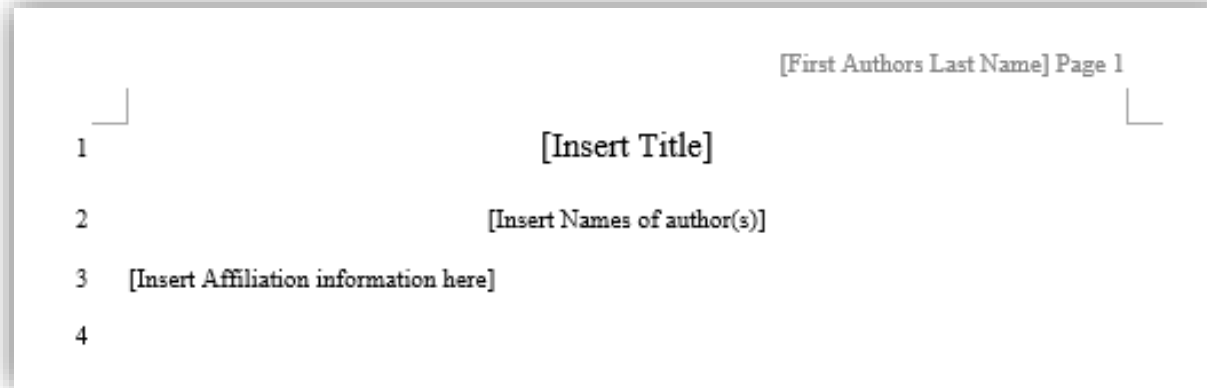 [First Authors Last Name] Page 1
1 [Insert Title]
2 [Insert Names of author(s)]
3 [Insert Affiliation information here]
4